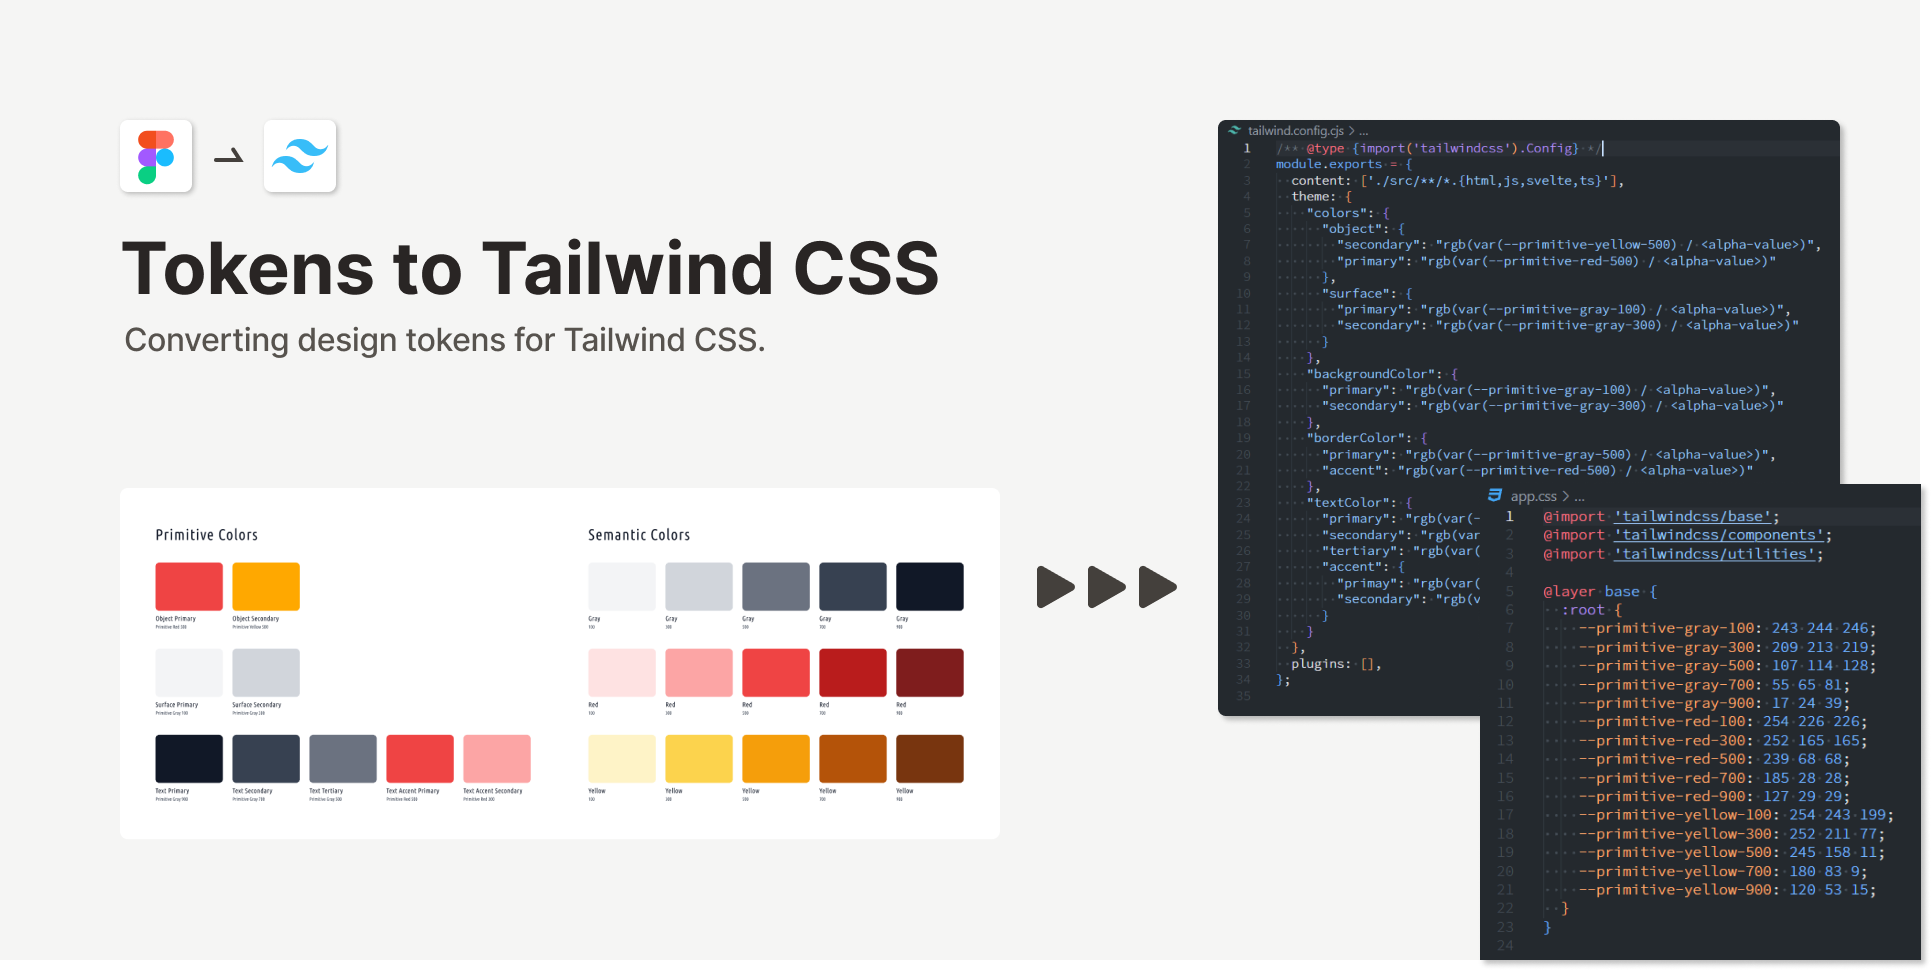 Tokens to Tailwind CSS
Converting design tokens for Tailwind CSS.
Primitive Colors
Object Primary
Primitive Red 500
Object Secondary
Primitive Yellow 500
Surface Primary
Primitive Gray 100
Surface Secondary
Primitive Gray 300
Text Primary
Primitive Gray 900
Text Secondary
Primitive Gray 700
Text Tertiary
Primitive Gray 500
Text Accent Primary
Primitive Red 500
Text Accent Secondary
Primitive Red 300
Semantic Colors
Gray
100
Gray
300
Gray
500
Gray
700
Gray
900
Red
100
Red
300
Red
500
Red
700
Red
900
Yellow
100
Yellow
300
Yellow
500
Yellow
700
Yellow
900
tailwind.config.cjs > ...
1 /** @type {import('tailwindcss').Config} */
2 module.exports = {
3 content: ['./src/**/*.{html,js,svelte,ts}'],
4 theme: {
5 "colors": {
6 "object": {
7 "secondary": "rgb(var(--primitive-yellow-500) / <alpha-value>)",
8 "primary": "rgb(var(--primitive-red-500) / <alpha-value>)"
9 },
10 "surface": {
11 "primary": "rgb(var(--primitive-gray-100) / <alpha-value>)",
12 "secondary": "rgb(var(--primitive-gray-300) / <alpha-value>)"
13 }
14 },
15 "backgroundColor": {
16 "primary": "rgb(var(--primitive-gray-100) / <alpha-value>)",
17 "secondary": "rgb(var(--primitive-gray-300) / <alpha-value>)"
18 },
19 "borderColor": {
20 "primary": "rgb(var(--primitive-gray-500) / <alpha-value>)",
21 "accent": "rgb(var(--primitive-red-500) / <alpha-value>)"
22 },
23 "textColor": {
24 "primary": "rgb(var(-
25 "secondary": "rgb(var
26 "tertiary": "rgb(var(
27 "accent": {
28 "primay": "rgb(var(
29 "secondary": "rgb(v
30 }
31 }
32 },
33 plugins: [],
34 };
35
app.css > ...
1 @import 'tailwindcss/base';
2 @import 'tailwindcss/components';
3 @import 'tailwindcss/utilities';
4
5 @layer base {
6 :root {
7 --primitive-gray-100: 243 244 246;
8 --primitive-gray-300: 209 213 219;
9 --primitive-gray-500: 107 114 128;
10 --primitive-gray-700: 55 65 81;
11 --primitive-gray-900: 17 24 39;
12 --primitive-red-100: 254 226 226;
13 --primitive-red-300: 252 165 165;
14 --primitive-red-500: 239 68 68;
15 --primitive-red-700: 185 28 28;
16 --primitive-red-900: 127 29 29;
17 --primitive-yellow-100: 254 243 199;
18 --primitive-yellow-300: 252 211 77;
19 --primitive-yellow-500: 245 158 11;
20 --primitive-yellow-700: 180 83 9;
21 --primitive-yellow-900: 120 53 15;
22 }
23 }
24